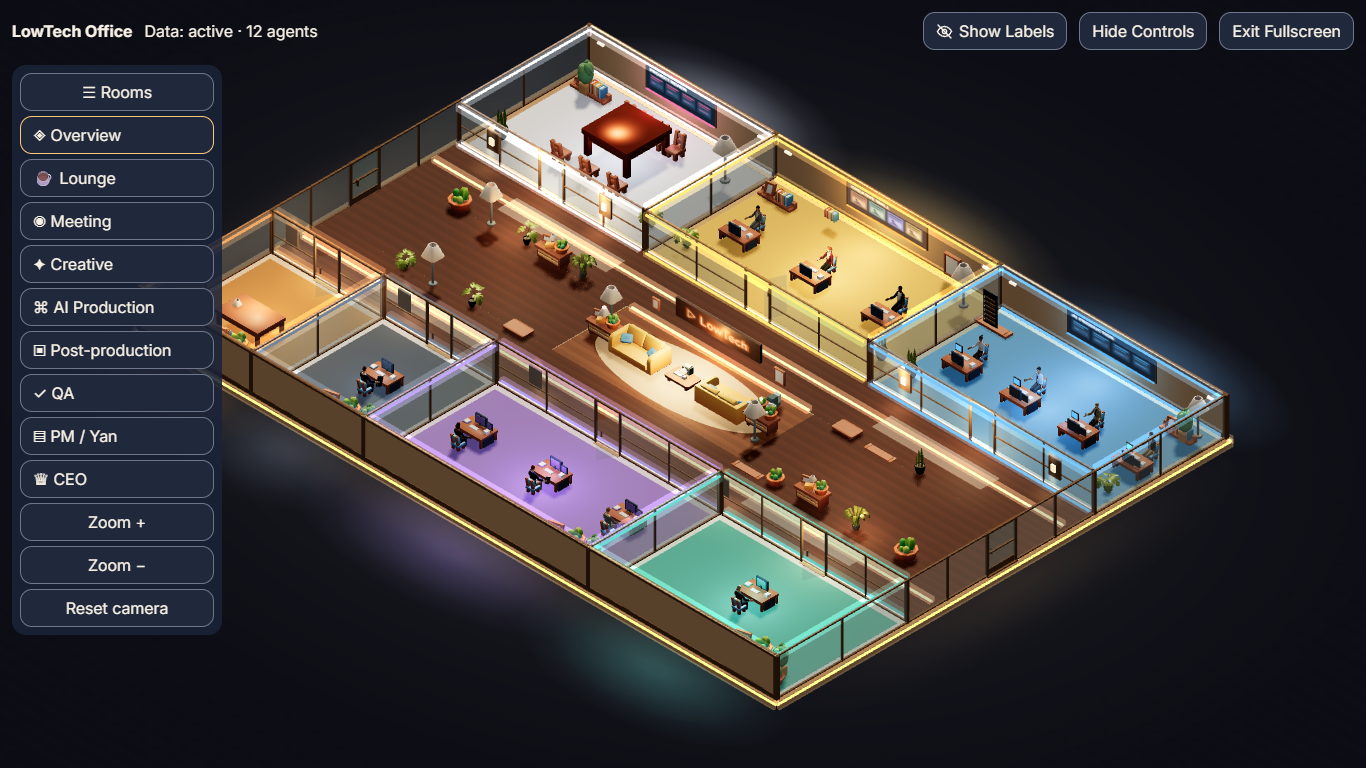 LowTech Office Data: active · 12 agents
Show Labels
Hide Controls
Exit Fullscreen
☰ Rooms
Overview
Lounge
Meeting
Creative
⌘ AI Production
Post-production
✓ QA
PM / Yan
CEO
Zoom +
Zoom −
Reset camera
▷ LowTech